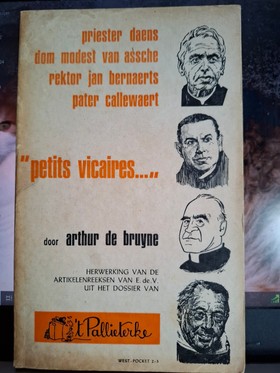 priester daens
dom modest van assche
rektor jan bernaerts
pater callewaert
"petits vicaires..."
door arthur de bruyne
HERWERKING VAN DE
ARTIKELENREEKSEN VAN E. de V.
UIT HET DOSSIER VAN
't Pallieterke
WEST-POCKET